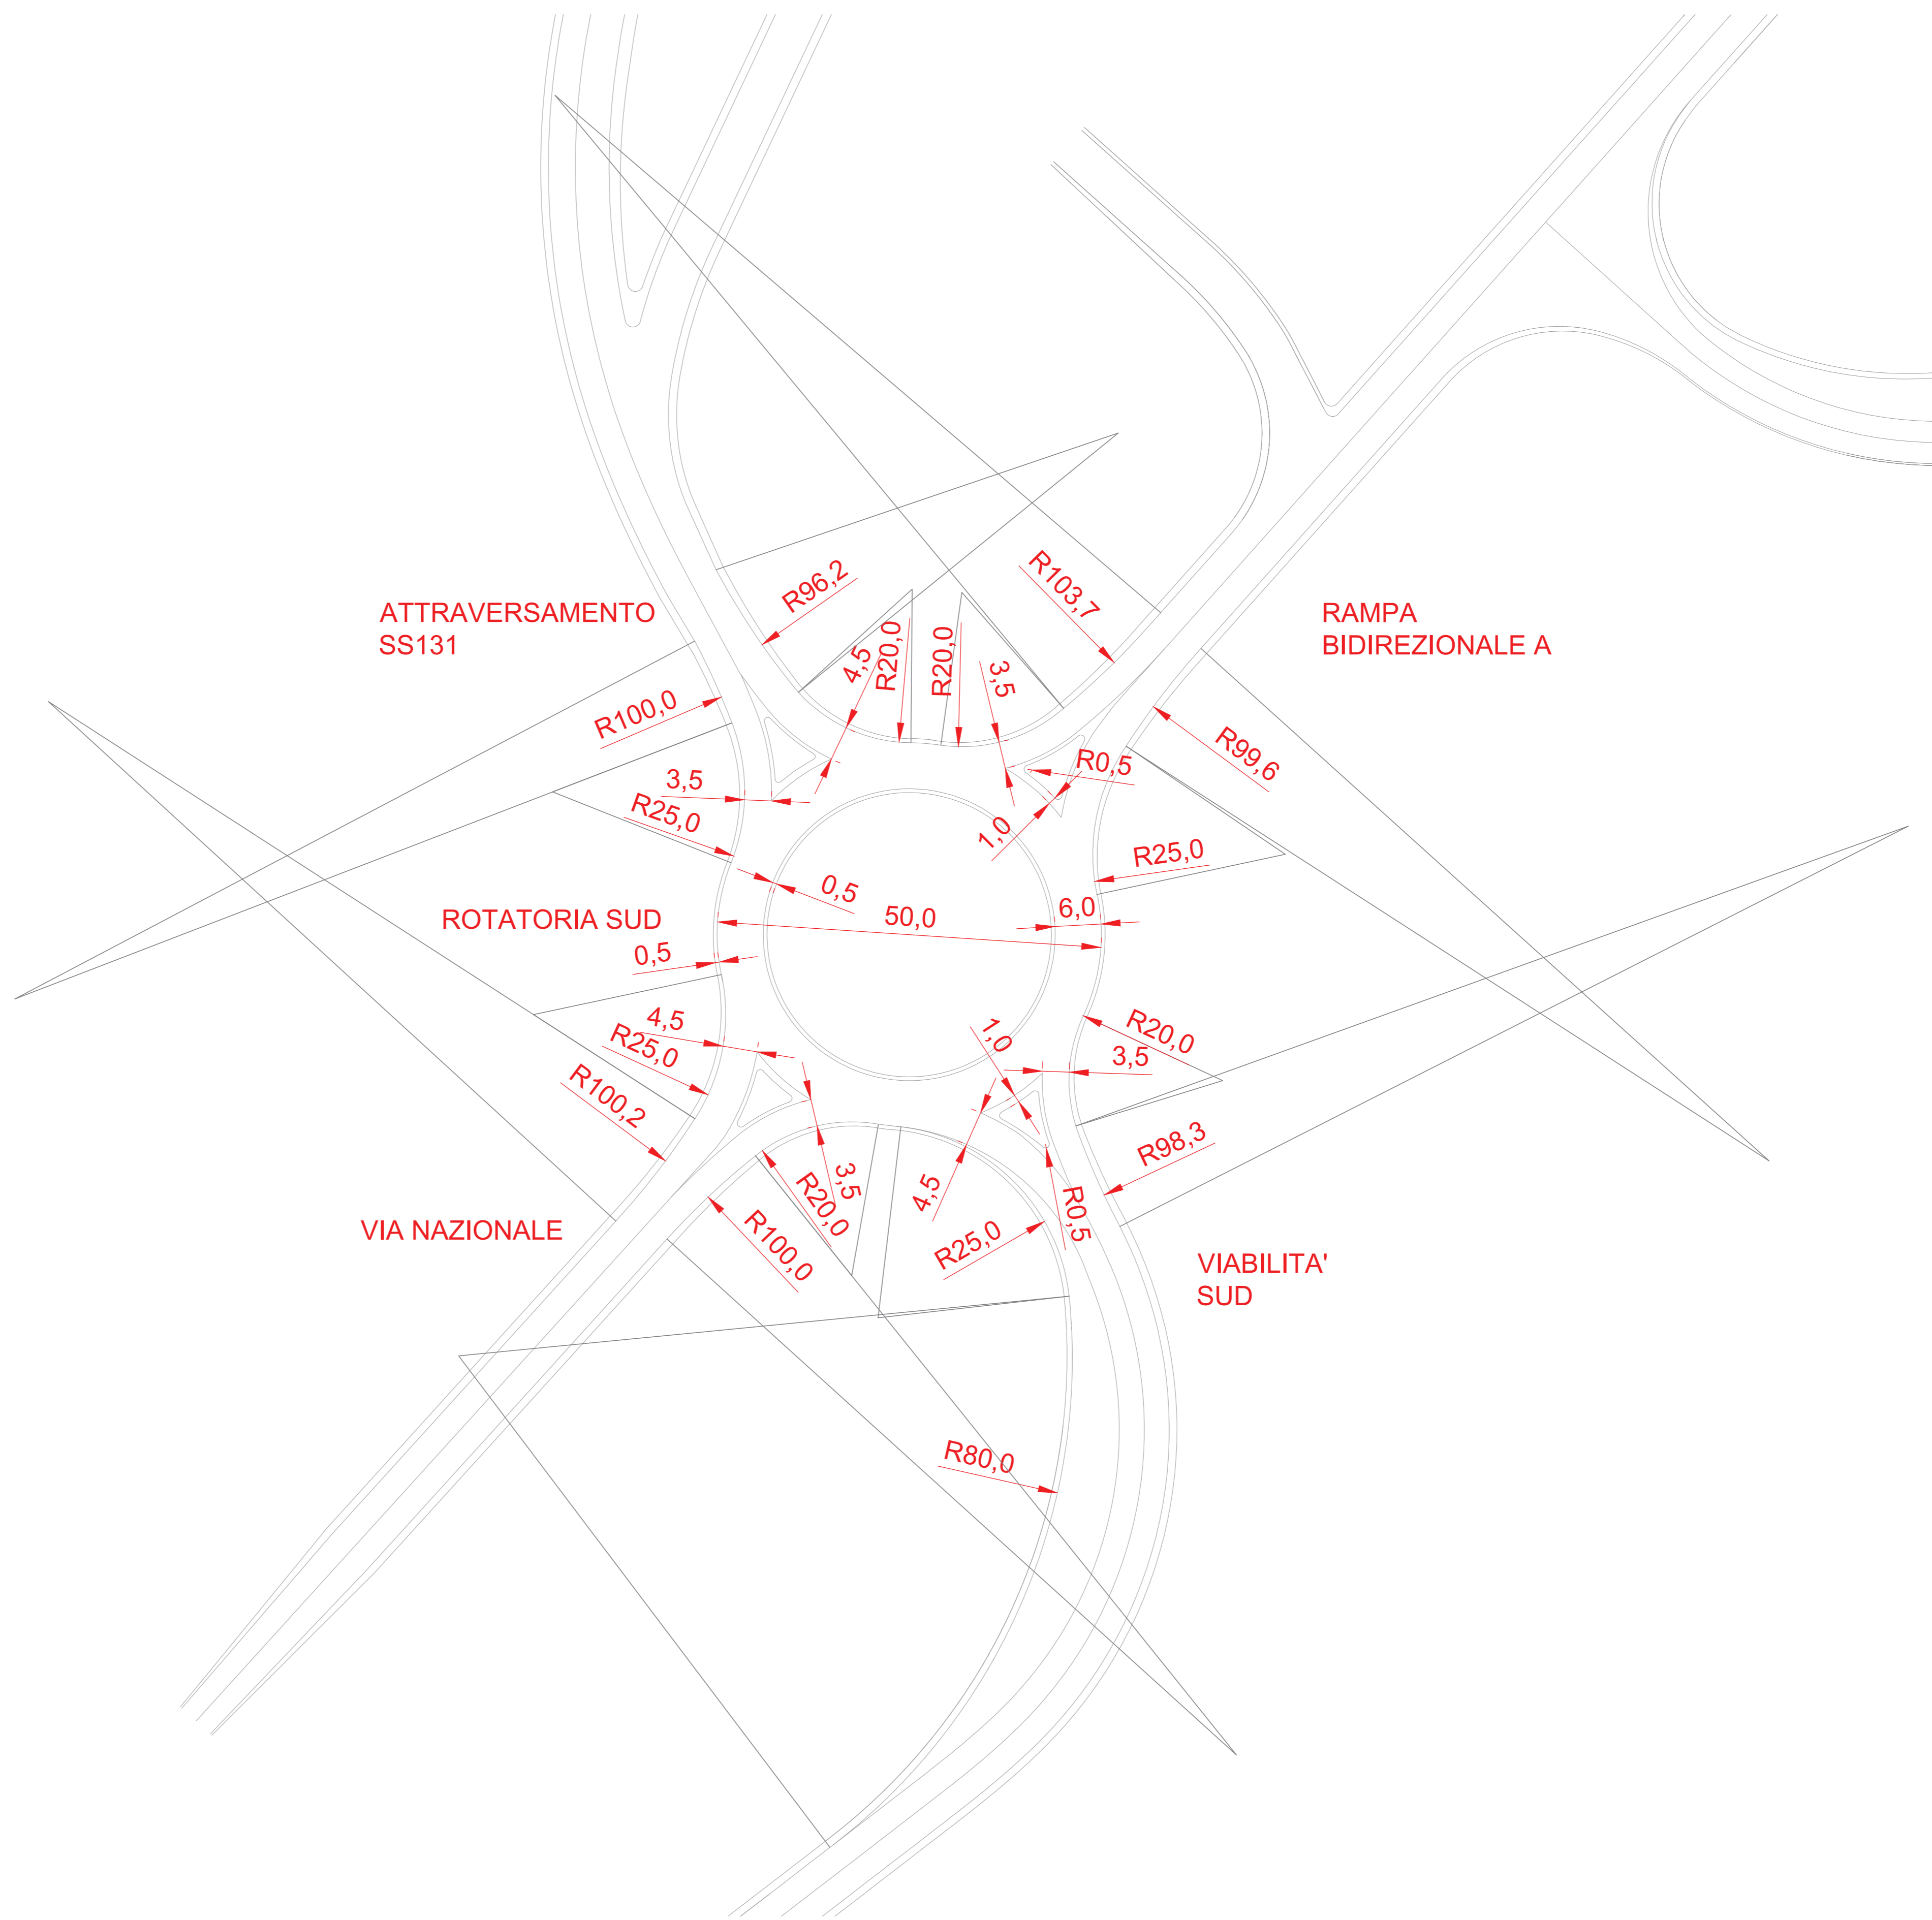 R96,2
R103,7
ATTRAVERSAMENTO
SS131
RAMPA
BIDIREZIONALE A
4,5
R20,0
R20,0
3,5
R100,0
R99,6
R0,5
3,5
R25,0
1,0
R25,0
0,5
ROTATORIA SUD
50,0
6,0
0,5
4,5
R25,0
1,0
R20,0
3,5
R100,2
R98,3
3,5
R20,0
4,5
R0,5
VIA NAZIONALE
R100,0
R25,0
VIABILITA'
SUD
R80,0